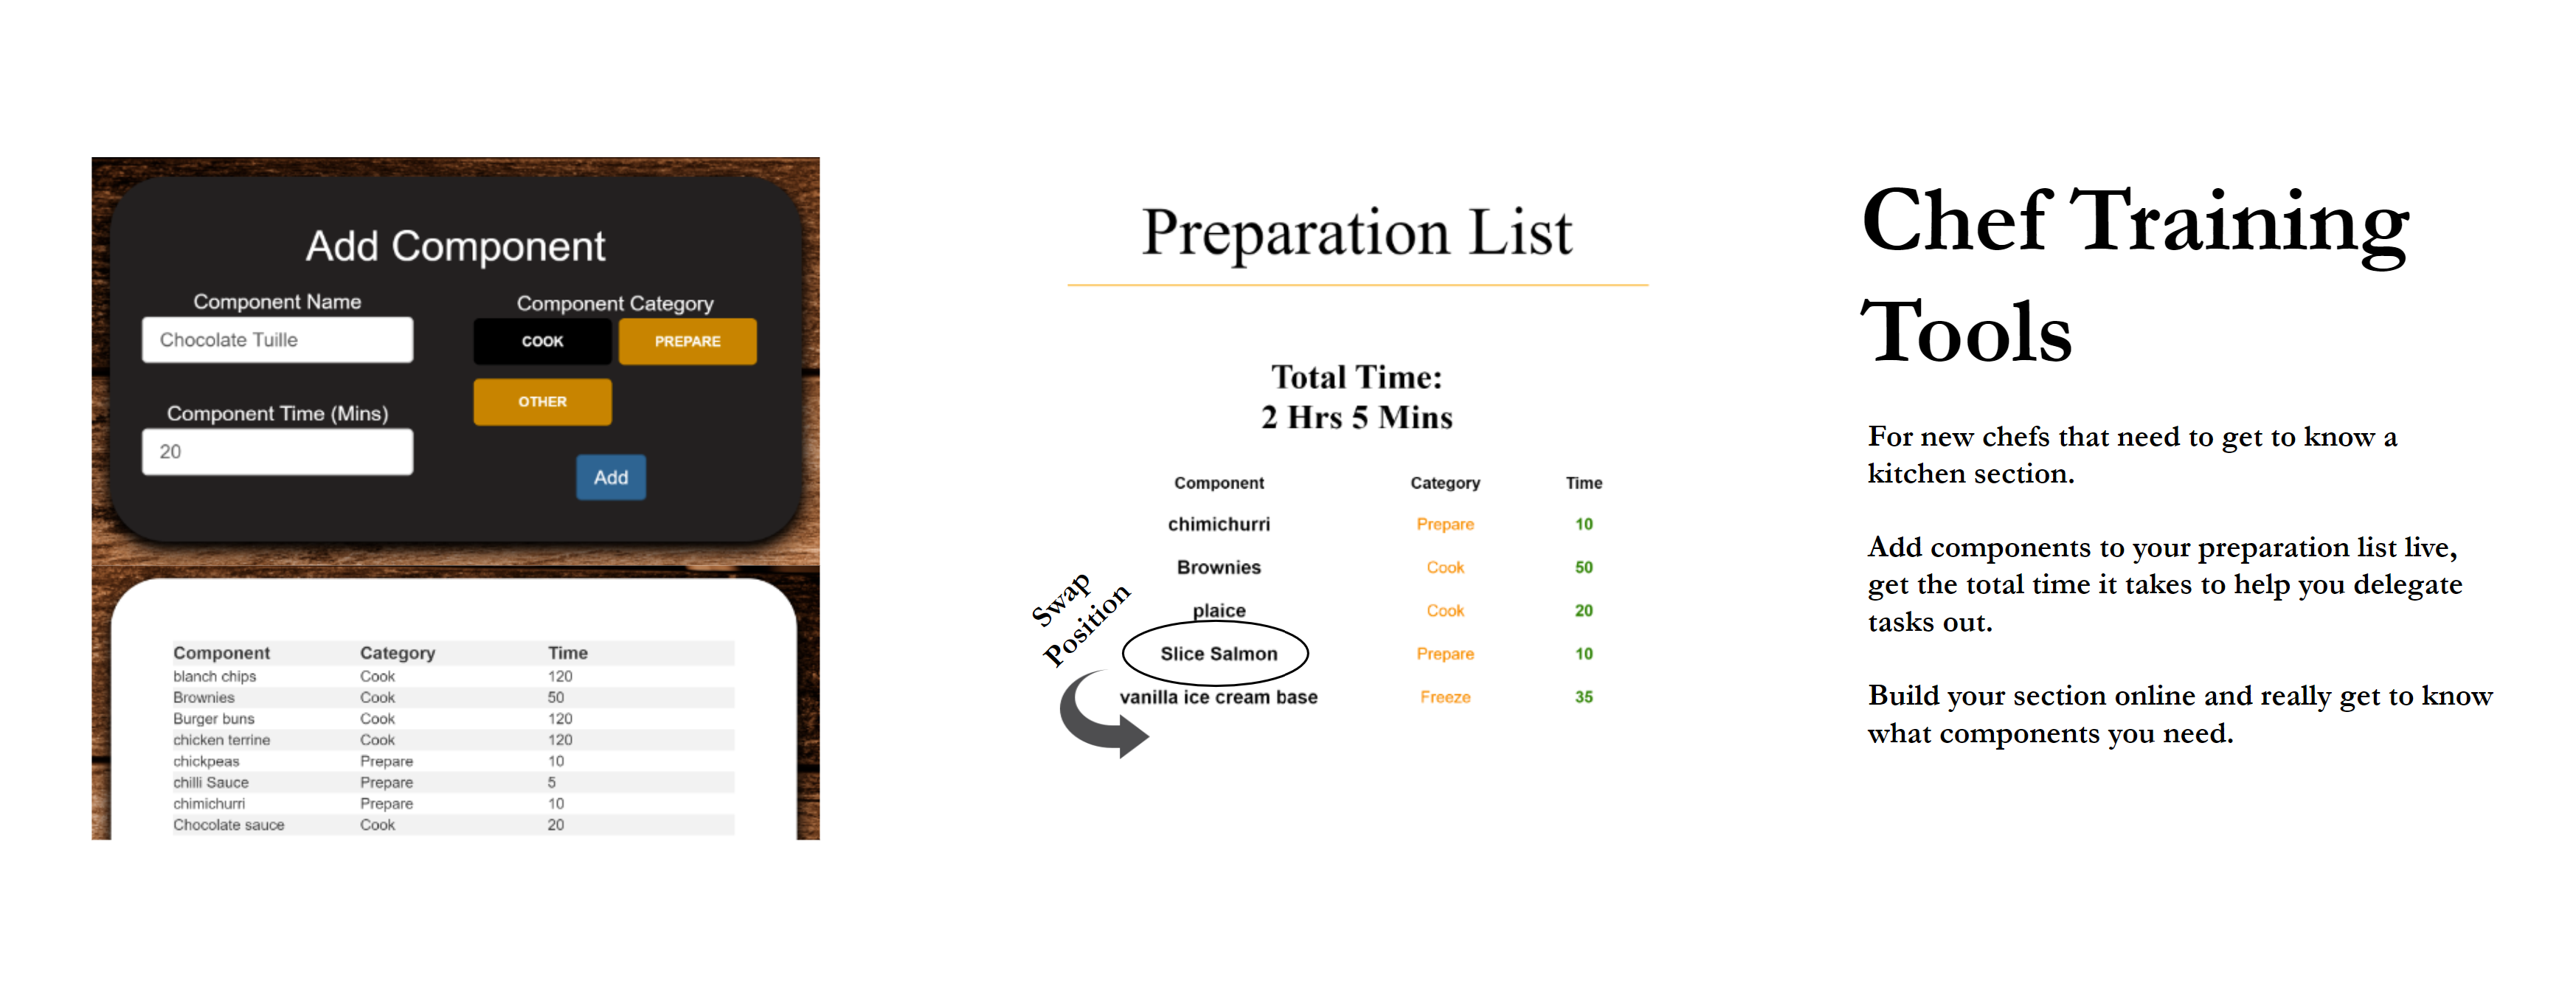 Add Component
Component Name
Chocolate Tuille
Component Time (Mins)
20
Component Category
COOK PREPARE
OTHER
Add
Component Category Time
blanch chips Cook 120
Brownies Cook 50
Burger buns Cook 120
chicken terrine Cook 120
chickpeas Prepare 10
chilli Sauce Prepare 5
chimichurri Prepare 10
Chocolate sauce Cook 20
Preparation List
Total Time:
2 Hrs 5 Mins
Component Category Time
chimichurri Prepare 10
Brownies Cook 50
plaice Cook 20
Slice Salmon Prepare 10
vanilla ice cream base Freeze 35
Swap
Position
Chef Training
Tools
For new chefs that need to get to know a
kitchen section.
Add components to your preparation list live,
get the total time it takes to help you delegate
tasks out.
Build your section online and really get to know
what components you need.